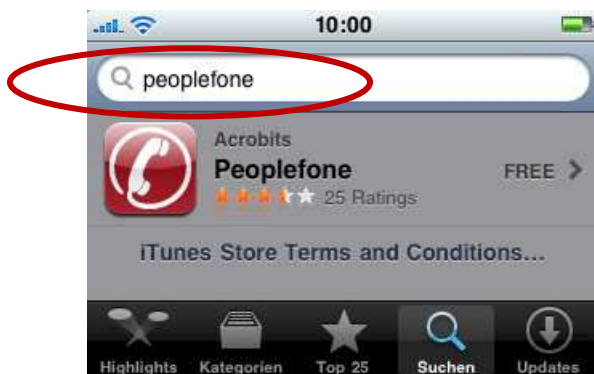 10:00
peoplefone
Acrobits
Peoplefone
FREE
25 Ratings
iTunes Store Terms and Conditions...
Highlights Kategorien Top 25 Suchen Updates